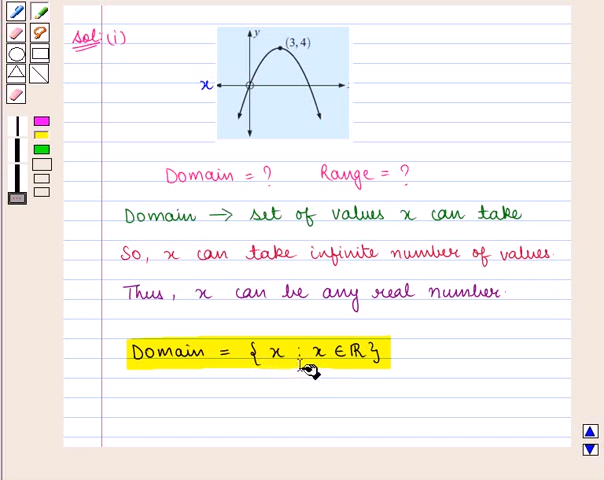 Sol: (i)
y
(3, 4)
x
Domain = ? Range = ?
Domain → set of values x can take
So, x can take infinite number of values.
Thus, x can be any real number.
Domain = { x : x ∈ ℝ }